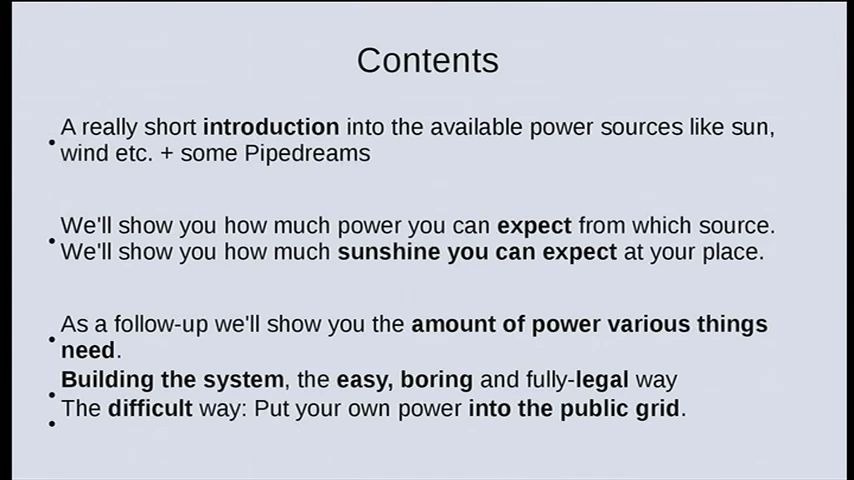 Contents
A really short introduction into the available power sources like sun,
wind etc. + some Pipedreams
We'll show you how much power you can expect from which source.
We'll show you how much sunshine you can expect at your place.
As a follow-up we'll show you the amount of power various things
need.
Building the system, the easy, boring and fully-legal way
The difficult way: Put your own power into the public grid.